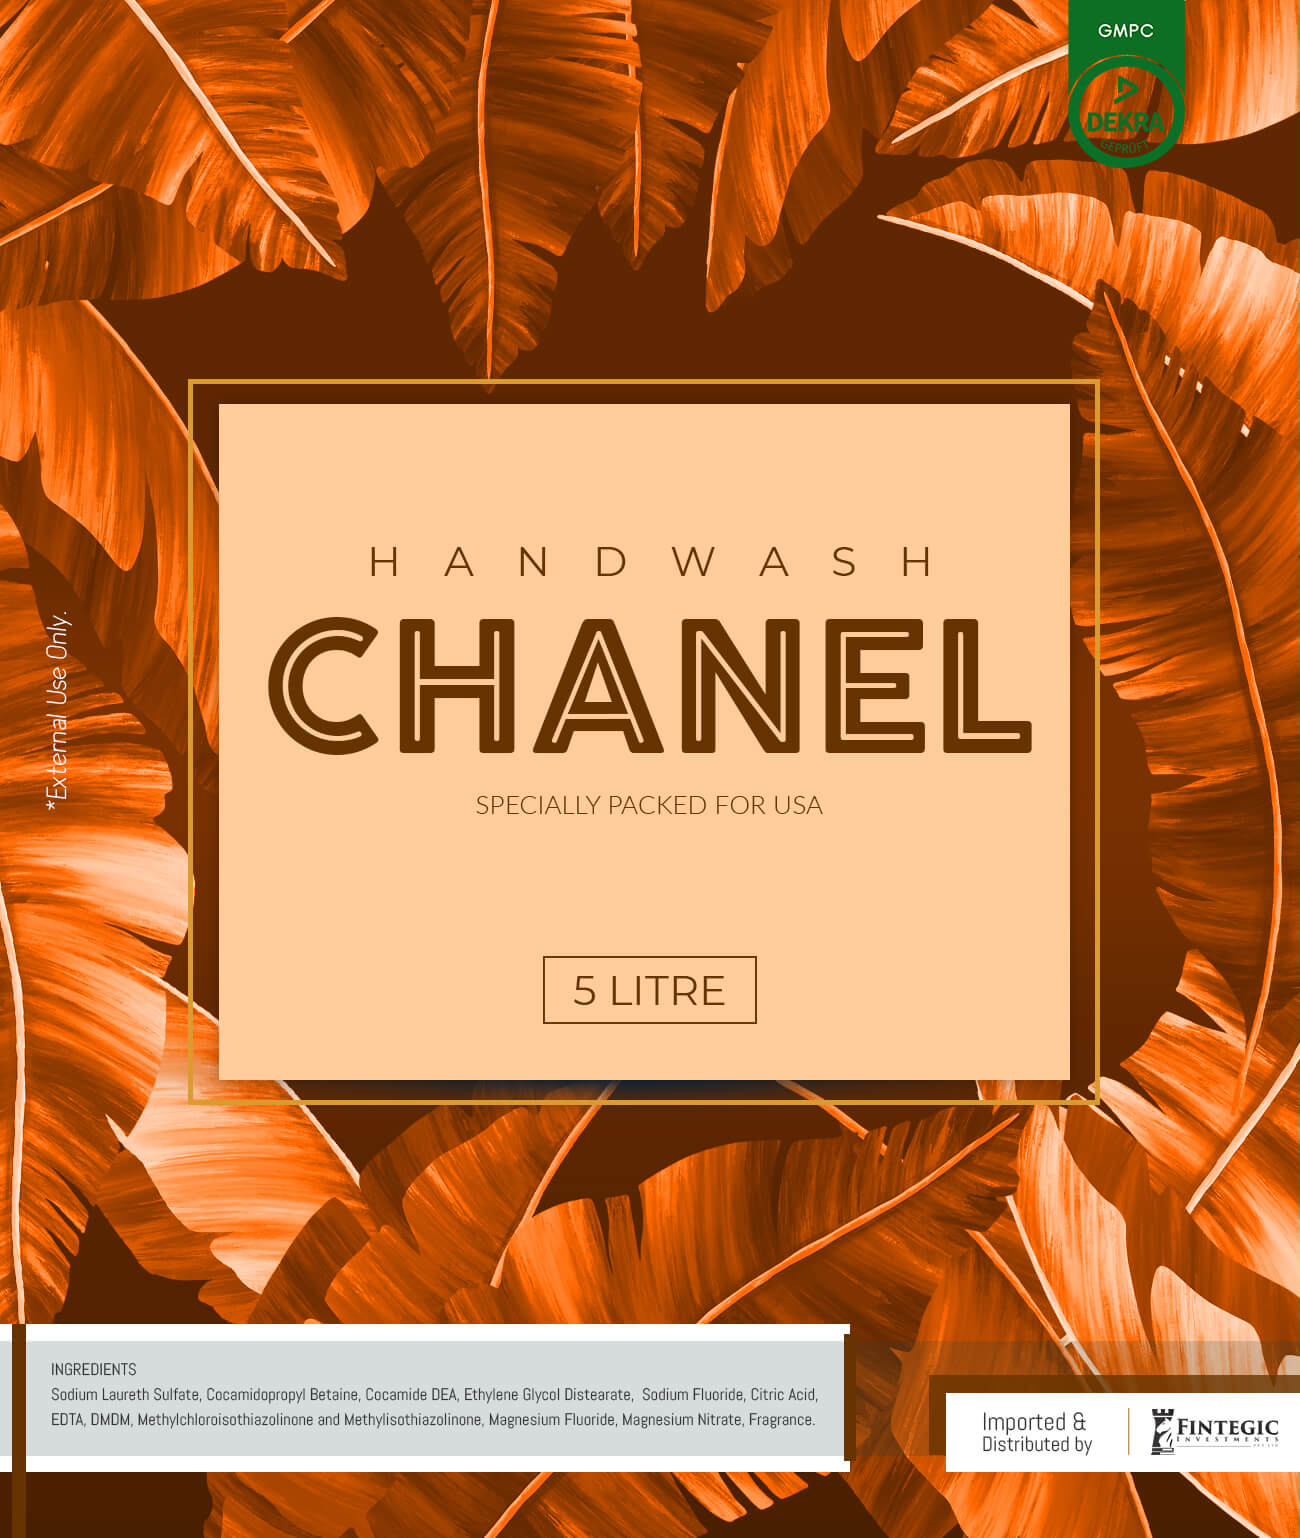 GMPC
DEKRA
GEPRÜFT
HANDWASH
CHANEL
SPECIALLY PACKED FOR USA
5 LITRE
*External Use Only.
INGREDIENTS
Sodium Laureth Sulfate, Cocamidopropyl Betaine, Cocamide DEA, Ethylene Glycol Distearate, Sodium Fluoride, Citric Acid,
EDTA, DMDM, Methylchloroisothiazolinone and Methylisothiazolinone, Magnesium Fluoride, Magnesium Nitrate, Fragrance.
Imported &
Distributed by
FINTEGIC
INVESTMENTS
PVT LTD